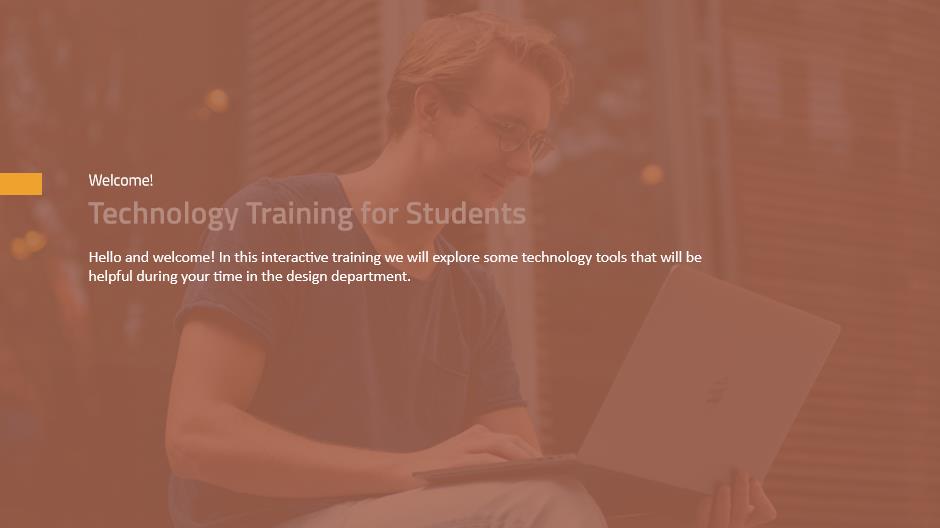 Welcome!
Technology Training for Students
Hello and welcome! In this interactive training we will explore some technology tools that will be
helpful during your time in the design department.